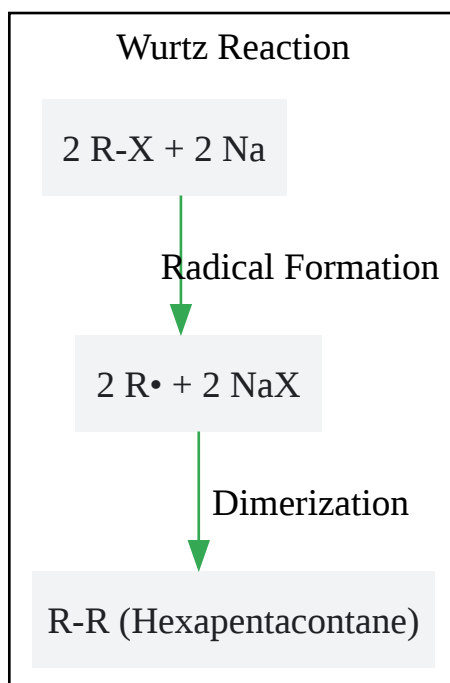 Wurtz Reaction
2 R-X + 2 Na
Radical Formation
2 R• + 2 NaX
Dimerization
R-R (Hexapentacontane)